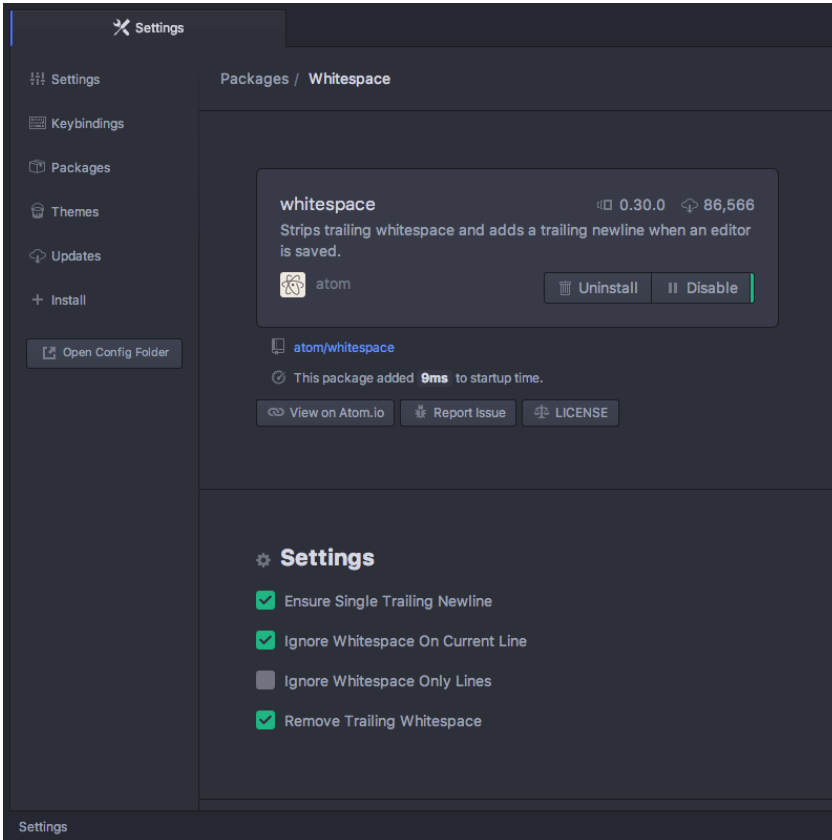 Settings
Settings
Keybindings
Packages
Themes
Updates
Install
Open Config Folder
Packages / Whitespace
whitespace 0.30.0 86,566
Strips trailing whitespace and adds a trailing newline when an editor
is saved.
atom Uninstall Disable
atom/whitespace
This package added 9ms to startup time.
View on Atom.io Report Issue LICENSE
Settings
Ensure Single Trailing Newline
Ignore Whitespace On Current Line
Ignore Whitespace Only Lines
Remove Trailing Whitespace
Settings